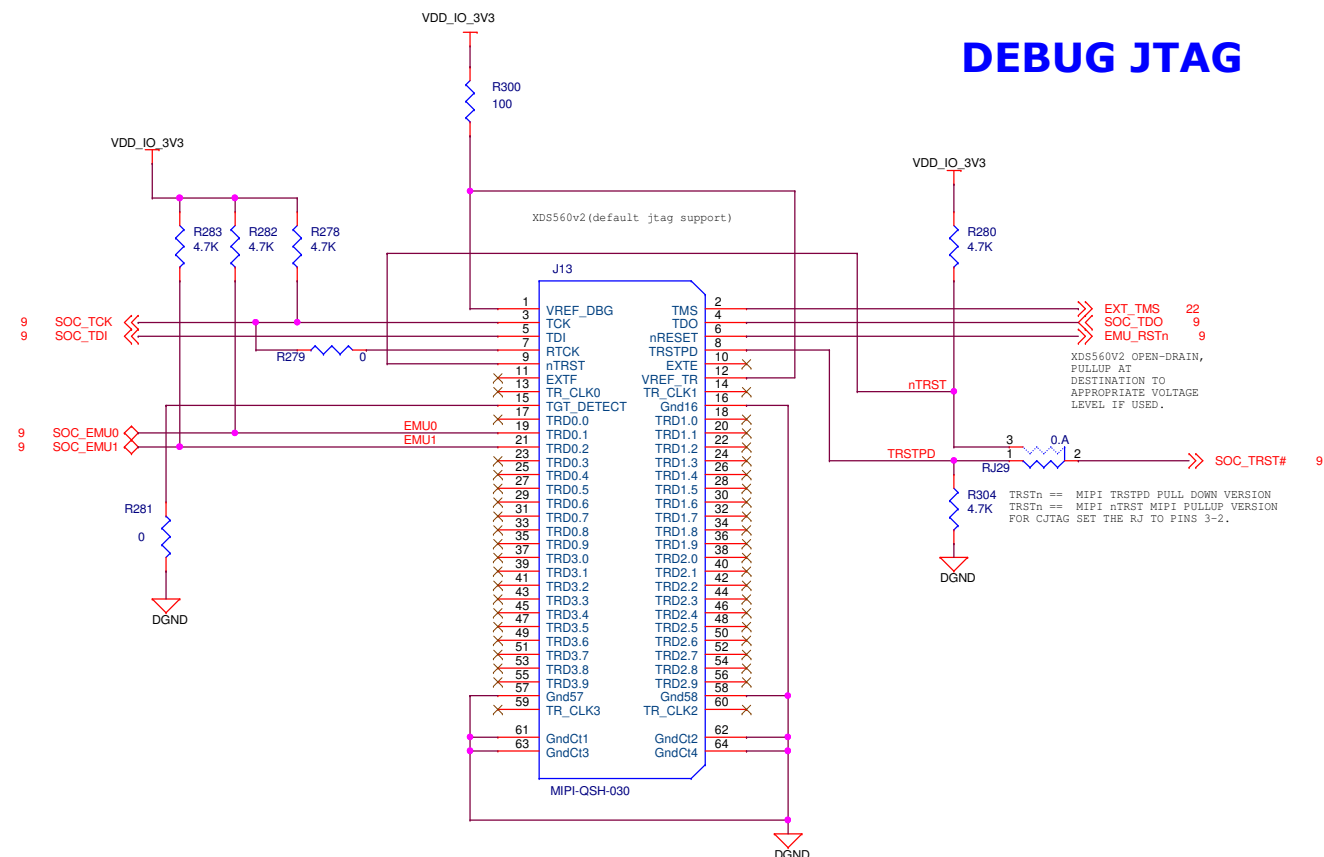 VDD_IO_3V3
DEBUG JTAG
R300
100
VDD_IO_3V3
VDD_IO_3V3
XDS560v2(default jtag support)
R283
4.7K
R282
4.7K
R278
4.7K
R280
4.7K
J13
1 VREF_DBG TMS 2 EXT_TMS 22
9 SOC_TCK 3 TCK TDO 4 SOC_TDO 9
9 SOC_TDI 5 TDI nRESET 6 EMU_RSTn 9
R279 0 7 RTCK TRSTPD 8
9 nTRST EXTE 10
11 EXTF VREF_TR 12
13 TR_CLK0 TR_CLK1 14
15 TGT_DETECT Gnd16 16
17 TRD0.0 TRD1.0 18
9 SOC_EMU0 EMU0 19 TRD0.1 TRD1.1 20
9 SOC_EMU1 EMU1 21 TRD0.2 TRD1.2 22
23 TRD0.3 TRD1.3 24
25 TRD0.4 TRD1.4 26
27 TRD0.5 TRD1.5 28
29 TRD0.6 TRD1.6 30
31 TRD0.7 TRD1.7 32
33 TRD0.8 TRD1.8 34
35 TRD0.9 TRD1.9 36
37 TRD3.0 TRD2.0 38
39 TRD3.1 TRD2.1 40
41 TRD3.2 TRD2.2 42
43 TRD3.3 TRD2.3 44
45 TRD3.4 TRD2.4 46
47 TRD3.5 TRD2.5 48
49 TRD3.6 TRD2.6 50
51 TRD3.7 TRD2.7 52
53 TRD3.8 TRD2.8 54
55 TRD3.9 TRD2.9 56
57 Gnd57 Gnd58 58
59 TR_CLK3 TR_CLK2 60
61 GndCt1 GndCt2 62
63 GndCt3 GndCt4 64
MIPI-QSH-030
XDS560V2 OPEN-DRAIN,
PULLUP AT
DESTINATION TO
APPROPRIATE VOLTAGE
LEVEL IF USED.
nTRST
3 0.A
TRSTPD 1 2 SOC_TRST# 9
RJ29
R304
4.7K
TRSTn == MIPI TRSTPD PULL DOWN VERSION
TRSTn == MIPI nTRST MIPI PULLUP VERSION
FOR CJTAG SET THE RJ TO PINS 3-2.
DGND
R281
0
DGND
DGND